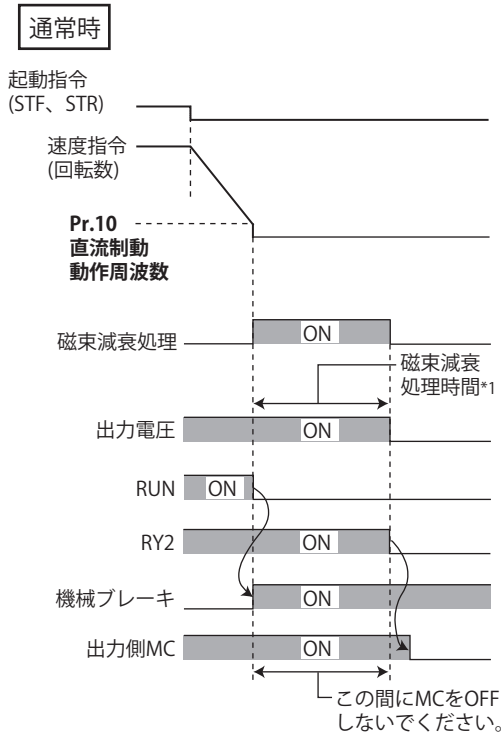 通常時
起動指令
(STF、STR)
速度指令
(回転数)
Pr.10
直流制動
動作周波数
磁束減衰処理
ON
磁束減衰
処理時間*1
出力電圧
ON
RUN
ON
RY2
ON
機械ブレーキ
ON
出力側MC
ON
この間にMCをOFF
しないでください。